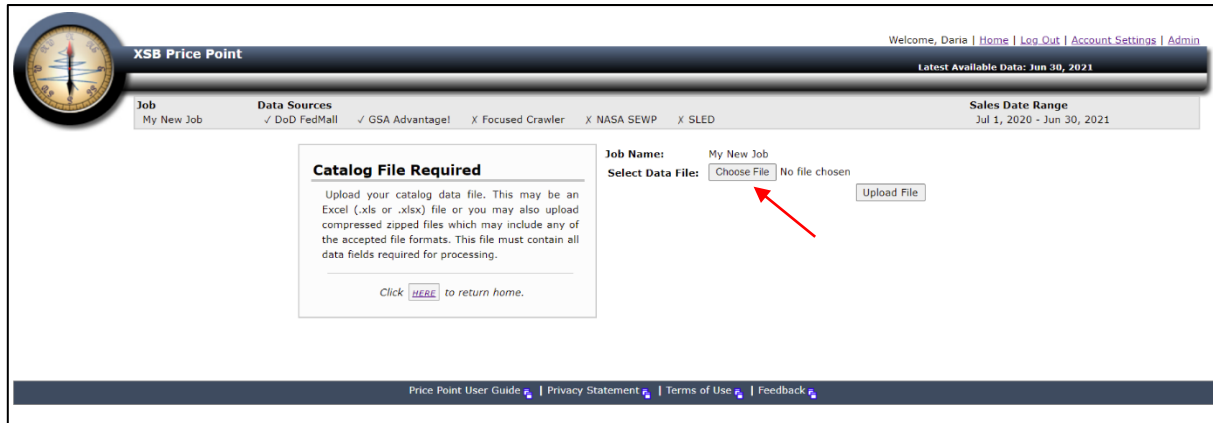 Welcome, Daria | Home | Log Out | Account Settings | Admin
XSB Price Point
Latest Available Data: Jun 30, 2021
Job Data Sources Sales Date Range
My New Job ✓ DoD FedMall ✓ GSA Advantage! X Focused Crawler X NASA SEWP X SLED Jul 1, 2020 - Jun 30, 2021
Job Name: My New Job
Select Data File: Choose File No file chosen
Upload File
Catalog File Required
Upload your catalog data file. This may be an
Excel (.xls or .xlsx) file or you may also upload
compressed zipped files which may include any of
the accepted file formats. This file must contain all
data fields required for processing.
Click HERE to return home.
Price Point User Guide | Privacy Statement | Terms of Use | Feedback